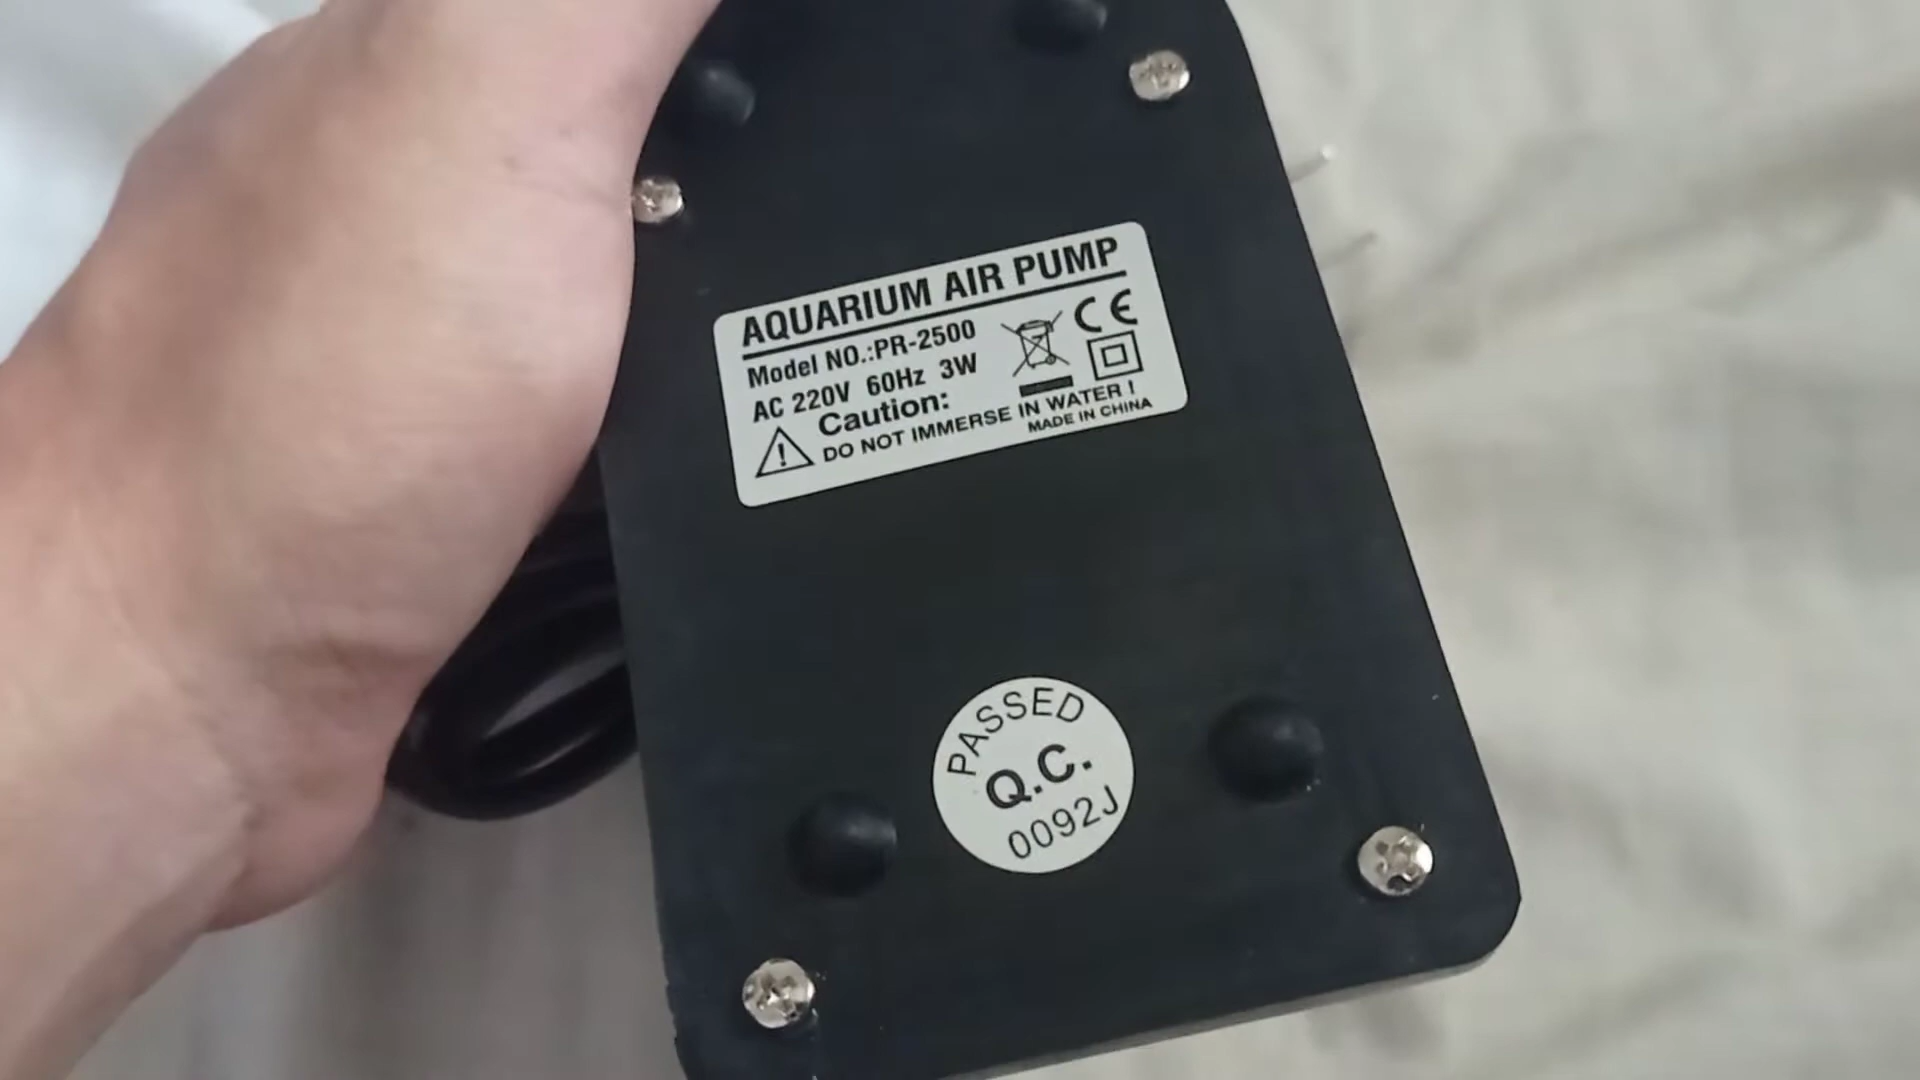 AQUARIUM AIR PUMP
Model NO.:PR-2500
AC 220V 60Hz 3W
CE
Caution:
DO NOT IMMERSE IN WATER !
MADE IN CHINA
PASSED
Q.C.
0092J